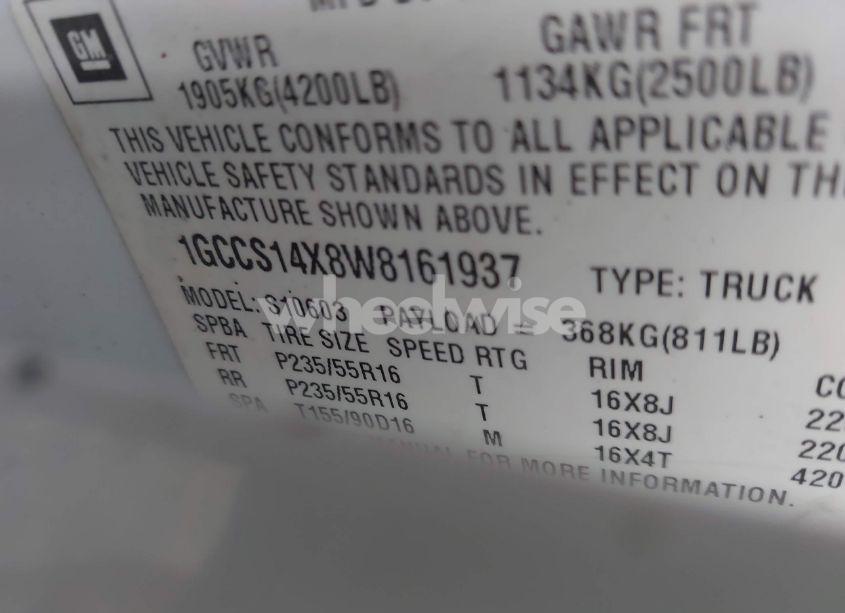 GM
GVWR GAWR FRT
1905KG(4200LB) 1134KG(2500LB)
THIS VEHICLE CONFORMS TO ALL APPLICABLE
VEHICLE SAFETY STANDARDS IN EFFECT ON
MANUFACTURE SHOWN ABOVE.
1GCCS14X8W8161937 TYPE: TRUCK
MODEL: S10603 PAYLOAD = 368KG(811LB)
wheelwise
SPBA TIRE SIZE SPEED RTG RIM
FRT P235/55R16 T 16X8J
RR P235/55R16 T 16X8J
SPA T155/90D16 M 16X4T
MANUAL FOR MORE INFORMATION.